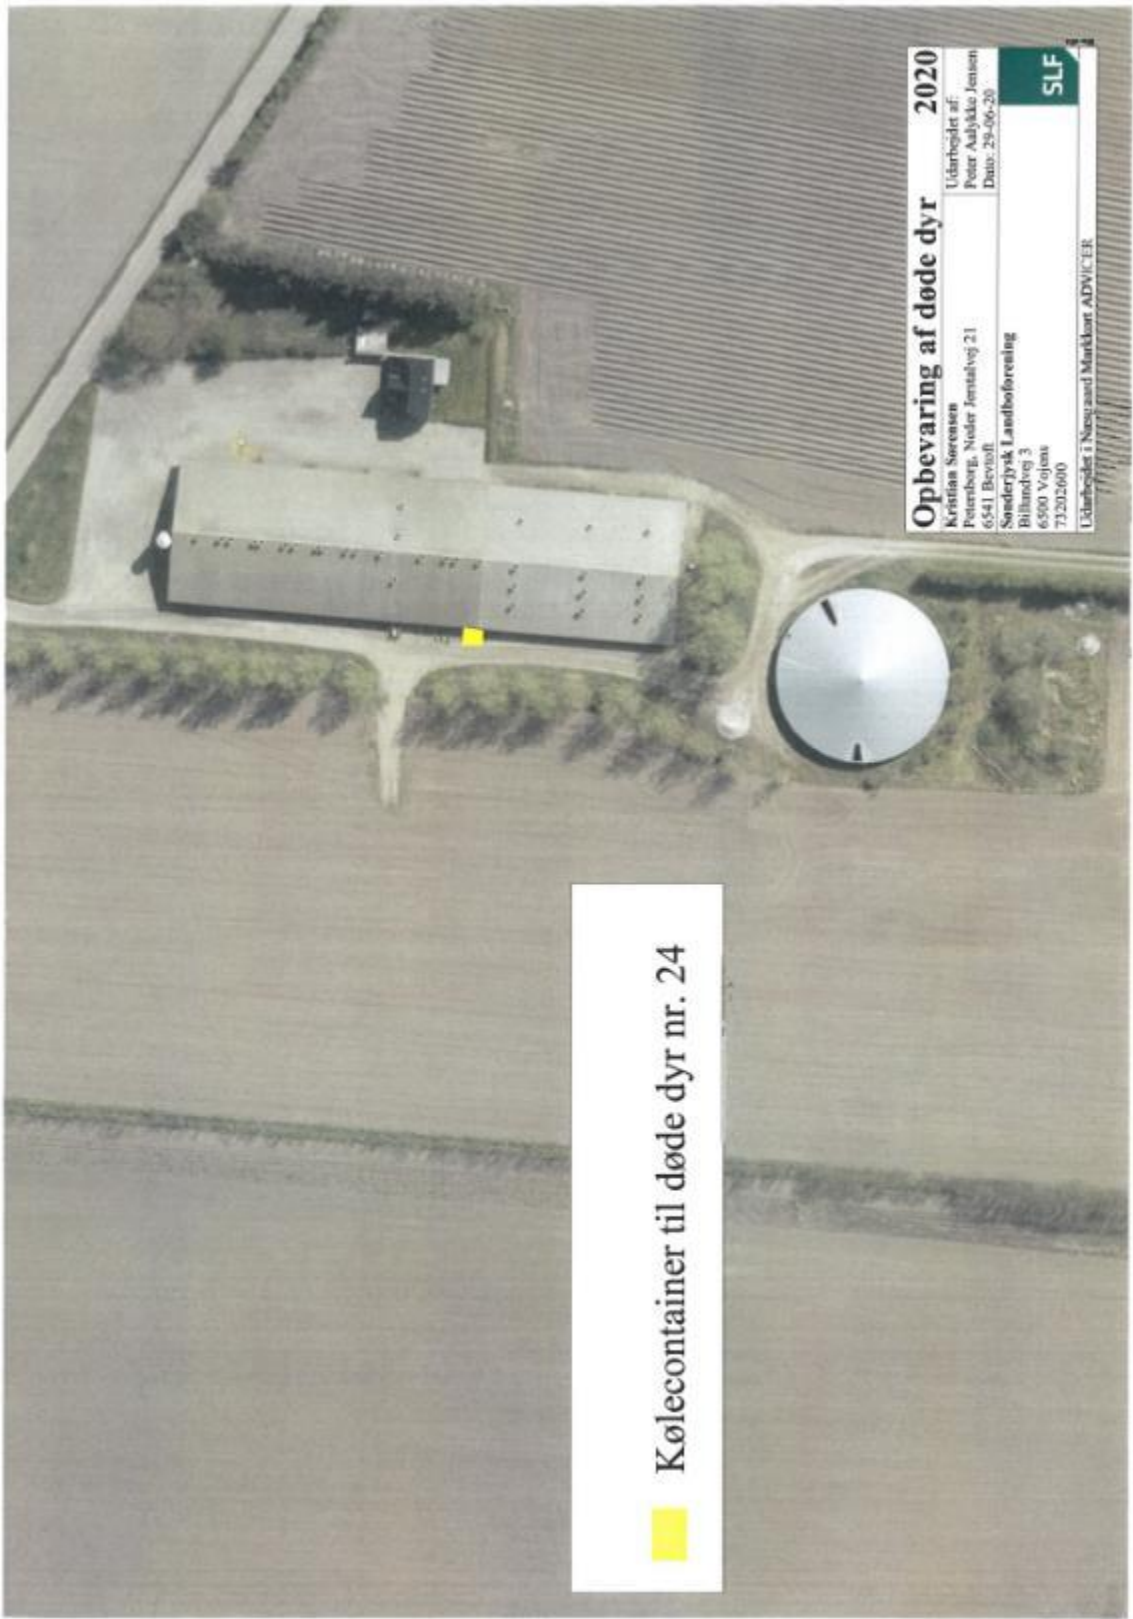 Opbevaring af døde dyr 2020
Kristian Sørensen
Petersborg, Neder Jerstalvej 21
6541 Bevtoft
Udarbejdet af:
Peter Aalykke Jensen
Dato: 29-06-20
Sønderjysk Landboforening
Billundvej 3
6500 Vojens
73202600
SLF
Udarbejdet i Næsgaard Markkort ADVICER
Kølecontainer til døde dyr nr. 24